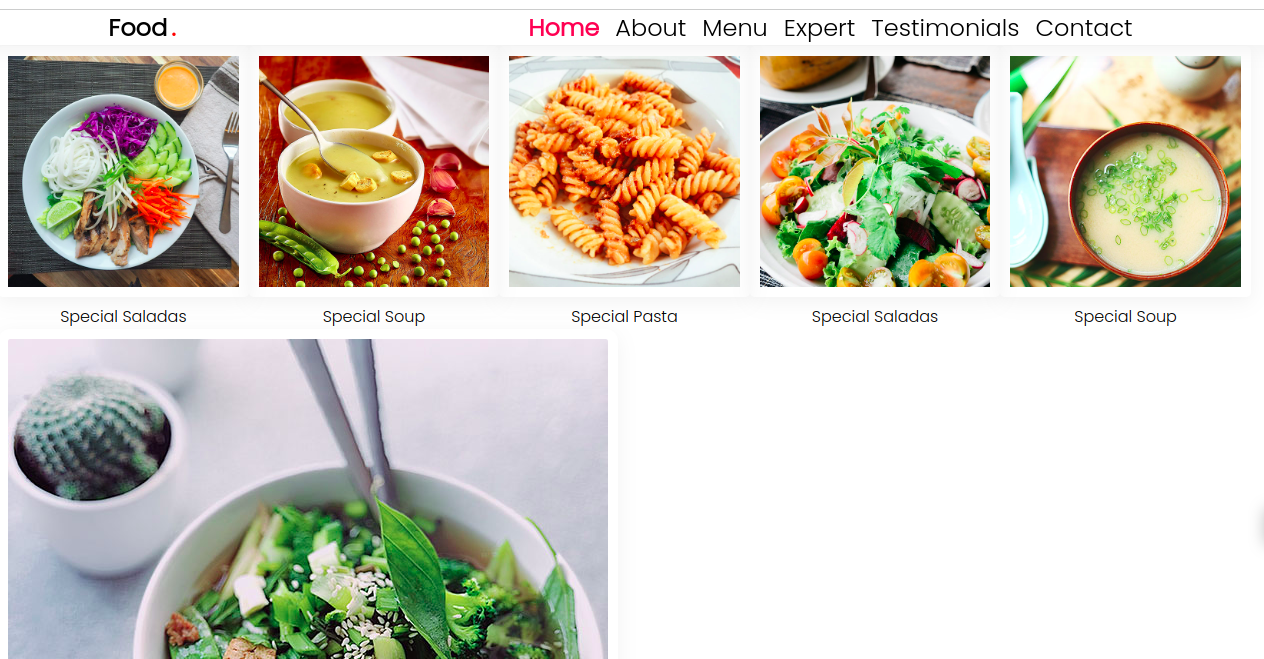 Food.
Home About Menu Expert Testimonials Contact
Special Saladas
Special Soup
Special Pasta
Special Saladas
Special Soup